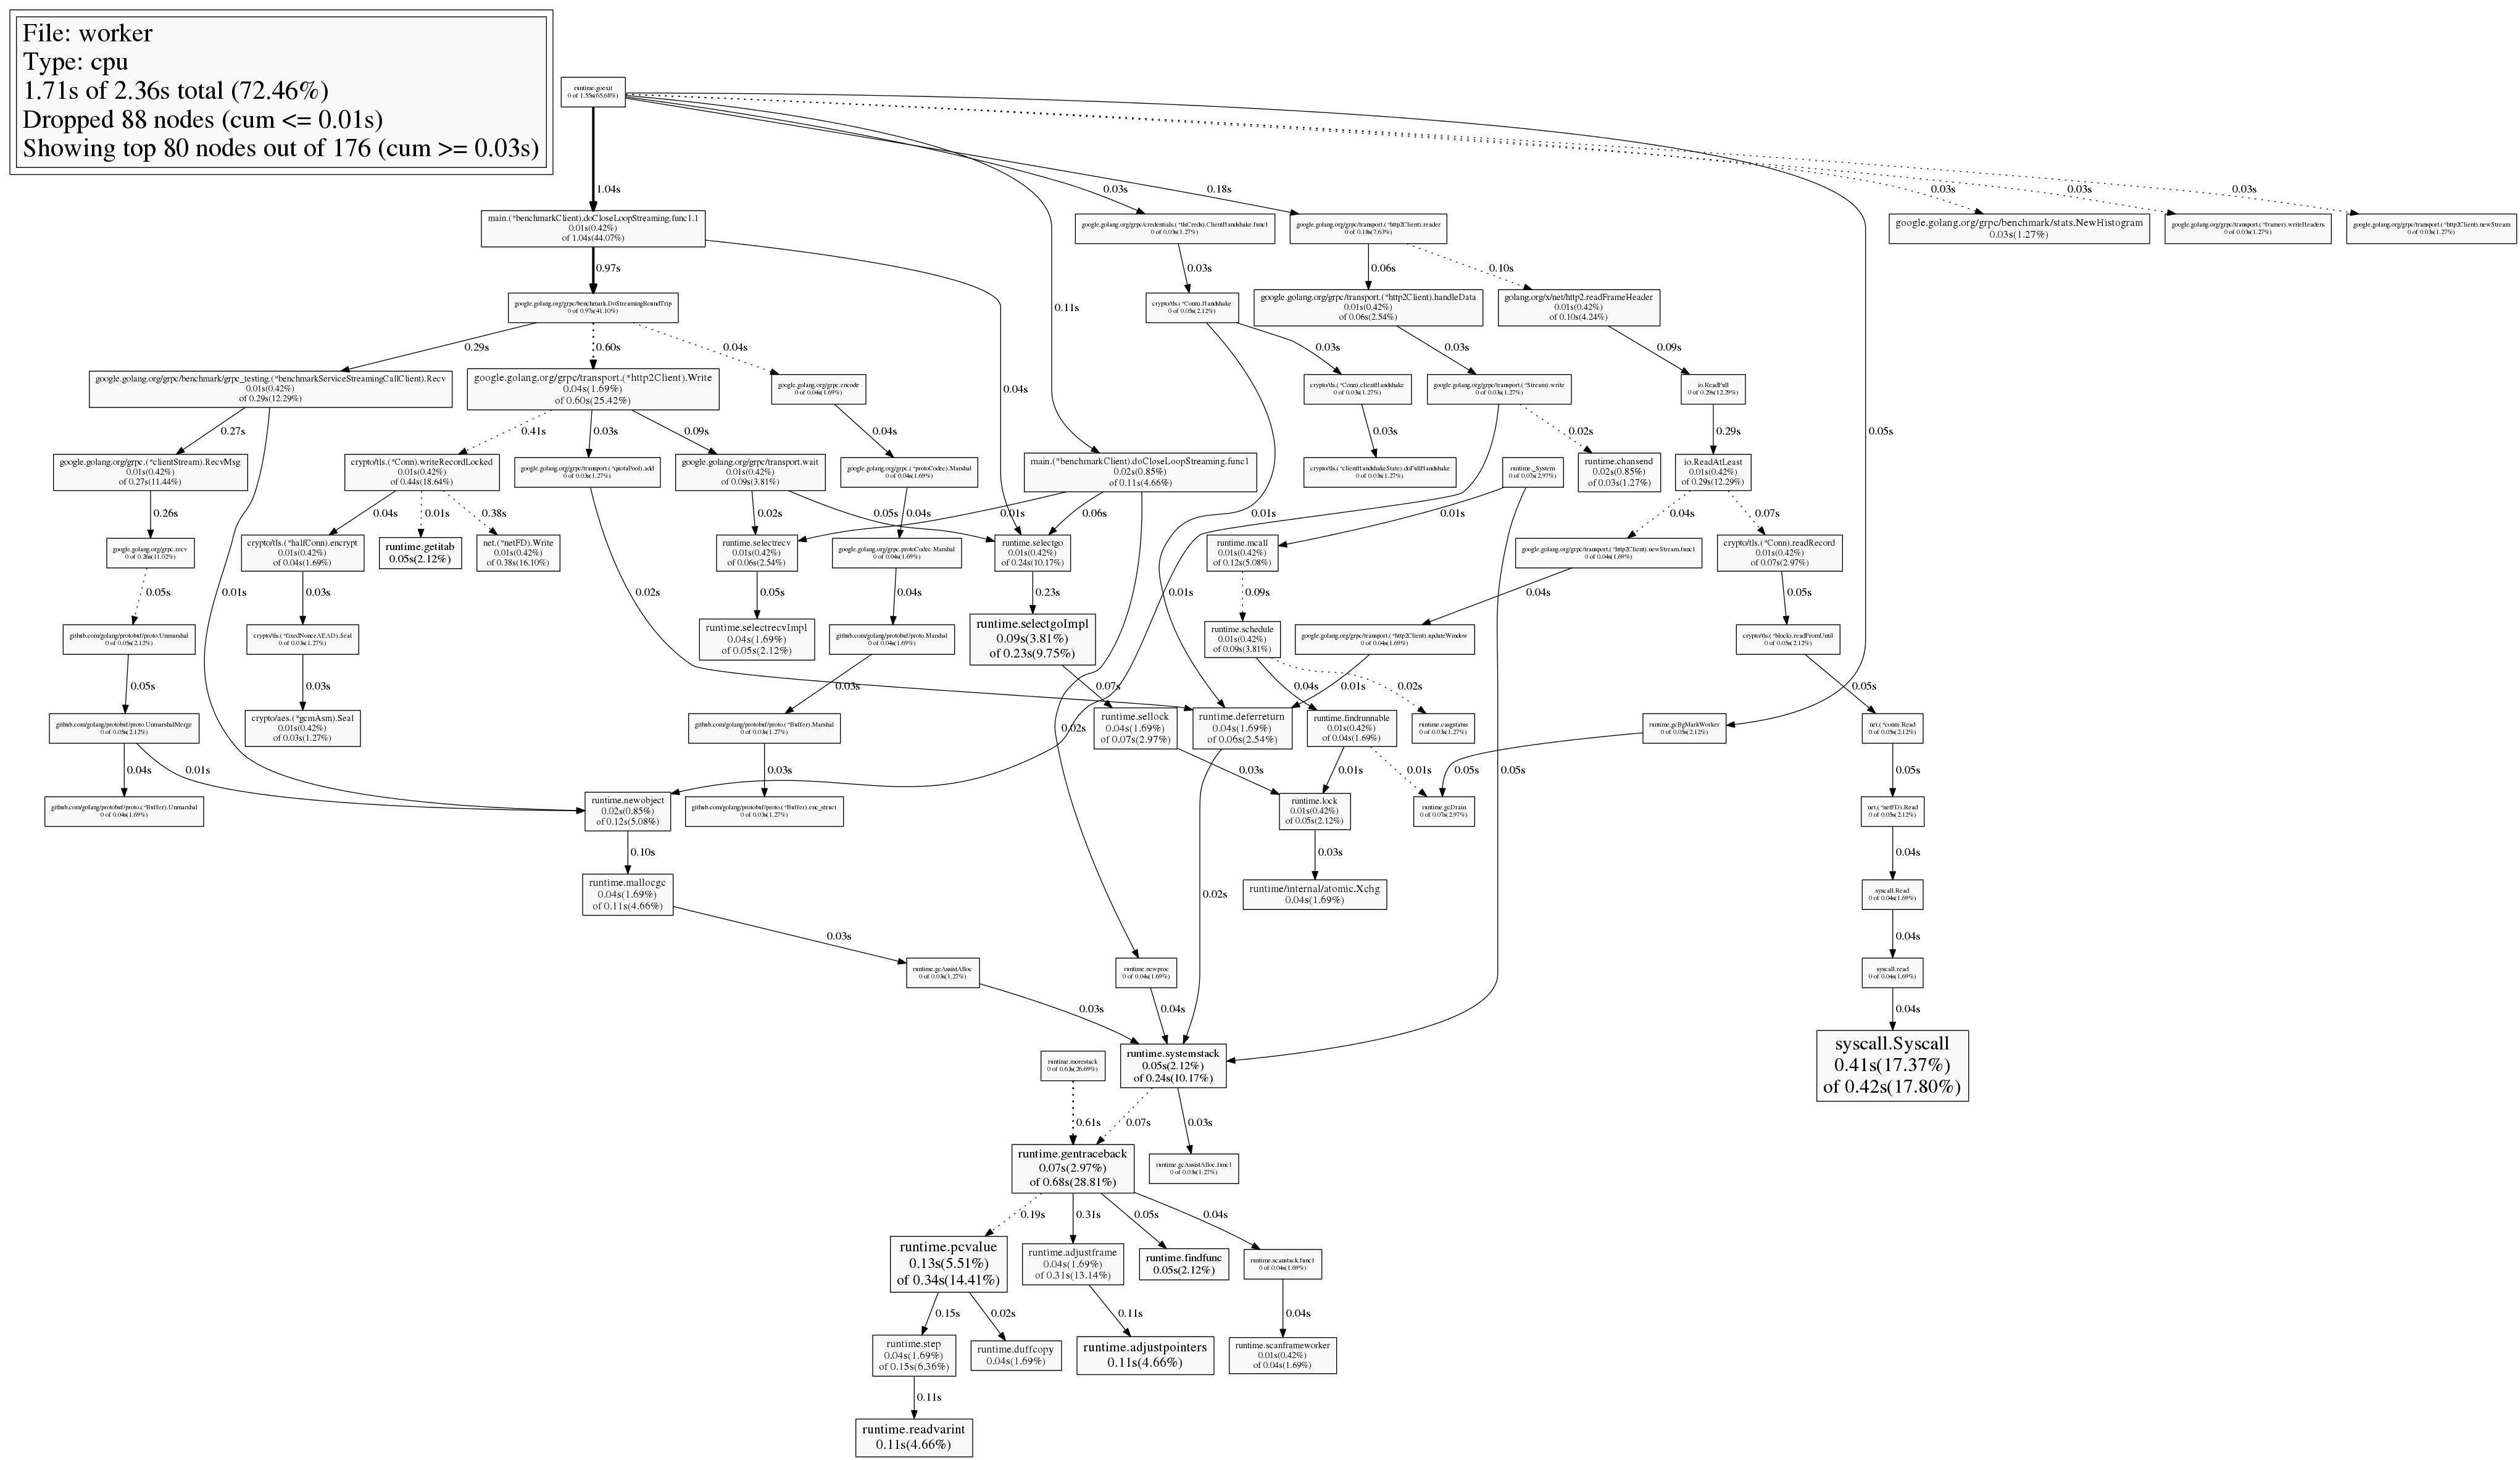 File: worker
Type: cpu
1.71s of 2.36s total (72.46%)
Dropped 88 nodes (cum <= 0.01s)
Showing top 80 nodes out of 176 (cum >= 0.03s)
runtime.goexit
0 of 1.55s(65.68%)
1.04s
0.03s
0.18s
0.03s
0.03s
0.03s
main.(*benchmarkClient).doCloseLoopStreaming.func1.1
0.01s(0.42%)
of 1.04s(44.07%)
google.golang.org/grpc/credentials.(*tlsCreds).ClientHandshake.func1
0 of 0.03s(1.27%)
google.golang.org/grpc/transport.(*http2Client).reader
0 of 0.18s(7.63%)
google.golang.org/grpc/benchmark/stats.NewHistogram
0.03s(1.27%)
google.golang.org/grpc/transport.(*framer).writeHeaders
0 of 0.03s(1.27%)
google.golang.org/grpc/transport.(*http2Client).newStream
0 of 0.03s(1.27%)
0.97s
0.03s
0.06s
0.10s
google.golang.org/grpc/benchmark.DoStreamingRoundTrip
0 of 0.97s(41.10%)
0.11s
crypto/tls.(*Conn).Handshake
0 of 0.05s(2.12%)
google.golang.org/grpc/transport.(*http2Client).handleData
0.01s(0.42%)
of 0.06s(2.54%)
golang.org/x/net/http2.readFrameHeader
0.01s(0.42%)
of 0.10s(4.24%)
0.29s
0.60s
0.04s
0.03s
0.03s
0.09s
google.golang.org/grpc/benchmark/grpc_testing.(*benchmarkServiceStreamingCallClient).Recv
0.01s(0.42%)
of 0.29s(12.29%)
google.golang.org/grpc/transport.(*http2Client).Write
0.04s(1.69%)
of 0.60s(25.42%)
google.golang.org/grpc.encode
0 of 0.04s(1.69%)
0.04s
crypto/tls.(*Conn).clientHandshake
0 of 0.03s(1.27%)
google.golang.org/grpc/transport.(*Stream).write
0 of 0.03s(1.27%)
io.ReadFull
0 of 0.29s(12.29%)
0.27s
0.41s
0.03s
0.09s
0.04s
0.03s
0.02s
0.29s
0.05s
google.golang.org/grpc.(*clientStream).RecvMsg
0.01s(0.42%)
of 0.27s(11.44%)
crypto/tls.(*Conn).writeRecordLocked
0.01s(0.42%)
of 0.44s(18.64%)
google.golang.org/grpc/transport.(*quotaPool).add
0 of 0.03s(1.27%)
google.golang.org/grpc/transport.wait
0.01s(0.42%)
of 0.09s(3.81%)
google.golang.org/grpc.(*protoCodec).Marshal
0 of 0.04s(1.69%)
main.(*benchmarkClient).doCloseLoopStreaming.func1
0.02s(0.85%)
of 0.11s(4.66%)
crypto/tls.(*clientHandshakeState).doFullHandshake
0 of 0.03s(1.27%)
runtime._System
0 of 0.07s(2.97%)
runtime.chansend
0.02s(0.85%)
of 0.03s(1.27%)
io.ReadAtLeast
0.01s(0.42%)
of 0.29s(12.29%)
0.26s
0.04s
0.01s
0.38s
0.02s
0.05s
0.04s
0.01s
0.06s
0.01s
0.01s
0.04s
0.07s
google.golang.org/grpc.recv
0 of 0.26s(11.02%)
crypto/tls.(*halfConn).encrypt
0.01s(0.42%)
of 0.04s(1.69%)
runtime.getitab
0.05s(2.12%)
net.(*netFD).Write
0.01s(0.42%)
of 0.38s(16.10%)
runtime.selectrecv
0.01s(0.42%)
of 0.06s(2.54%)
google.golang.org/grpc.protoCodec.Marshal
0 of 0.04s(1.69%)
runtime.selectgo
0.01s(0.42%)
of 0.24s(10.17%)
runtime.mcall
0.01s(0.42%)
of 0.12s(5.08%)
google.golang.org/grpc/transport.(*http2Client).newStream.func1
0 of 0.04s(1.69%)
crypto/tls.(*Conn).readRecord
0.01s(0.42%)
of 0.07s(2.97%)
0.05s
0.01s
0.03s
0.02s
0.05s
0.04s
0.23s
0.01s
0.09s
0.04s
0.05s
github.com/golang/protobuf/proto.Unmarshal
0 of 0.05s(2.12%)
crypto/tls.(*fixedNonceAEAD).Seal
0 of 0.03s(1.27%)
runtime.selectrecvImpl
0.04s(1.69%)
of 0.05s(2.12%)
github.com/golang/protobuf/proto.Marshal
0 of 0.04s(1.69%)
runtime.selectgoImpl
0.09s(3.81%)
of 0.23s(9.75%)
runtime.schedule
0.01s(0.42%)
of 0.09s(3.81%)
google.golang.org/grpc/transport.(*http2Client).updateWindow
0 of 0.04s(1.69%)
crypto/tls.(*block).readFromUntil
0 of 0.05s(2.12%)
0.05s
0.03s
0.03s
0.07s
0.04s
0.01s
0.02s
0.05s
github.com/golang/protobuf/proto.UnmarshalMerge
0 of 0.05s(2.12%)
crypto/aes.(*gcmAsm).Seal
0.01s(0.42%)
of 0.03s(1.27%)
github.com/golang/protobuf/proto.(*Buffer).Marshal
0 of 0.03s(1.27%)
0.02s
runtime.sellock
0.04s(1.69%)
of 0.07s(2.97%)
runtime.deferreturn
0.04s(1.69%)
of 0.06s(2.54%)
runtime.findrunnable
0.01s(0.42%)
of 0.04s(1.69%)
runtime.casgstatus
0 of 0.03s(1.27%)
runtime.gcBgMarkWorker
0 of 0.05s(2.12%)
net.(*conn).Read
0 of 0.05s(2.12%)
0.04s
0.01s
0.03s
0.03s
0.01s
0.01s
0.05s
0.05s
0.05s
github.com/golang/protobuf/proto.(*Buffer).Unmarshal
0 of 0.04s(1.69%)
runtime.newobject
0.02s(0.85%)
of 0.12s(5.08%)
github.com/golang/protobuf/proto.(*Buffer).enc_struct
0 of 0.03s(1.27%)
runtime.lock
0.01s(0.42%)
of 0.05s(2.12%)
runtime.gcDrain
0 of 0.07s(2.97%)
net.(*netFD).Read
0 of 0.05s(2.12%)
0.10s
0.03s
0.04s
runtime.mallocgc
0.04s(1.69%)
of 0.11s(4.66%)
0.02s
runtime/internal/atomic.Xchg
0.04s(1.69%)
syscall.Read
0 of 0.04s(1.69%)
0.03s
0.04s
runtime.gcAssistAlloc
0 of 0.03s(1.27%)
runtime.newproc
0 of 0.04s(1.69%)
syscall.read
0 of 0.04s(1.69%)
0.03s
0.04s
0.04s
runtime.morestack
0 of 0.63s(26.69%)
runtime.systemstack
0.05s(2.12%)
of 0.24s(10.17%)
syscall.Syscall
0.41s(17.37%)
of 0.42s(17.80%)
0.61s
0.07s
0.03s
runtime.gentraceback
0.07s(2.97%)
of 0.68s(28.81%)
runtime.gcAssistAlloc.func1
0 of 0.03s(1.27%)
0.19s
0.31s
0.05s
0.04s
runtime.pcvalue
0.13s(5.51%)
of 0.34s(14.41%)
runtime.adjustframe
0.04s(1.69%)
of 0.31s(13.14%)
runtime.findfunc
0.05s(2.12%)
runtime.scanstack.func1
0 of 0.04s(1.69%)
0.15s
0.02s
0.11s
0.04s
runtime.step
0.04s(1.69%)
of 0.15s(6.36%)
runtime.duffcopy
0.04s(1.69%)
runtime.adjustpointers
0.11s(4.66%)
runtime.scanframeworker
0.01s(0.42%)
of 0.04s(1.69%)
0.11s
runtime.readvarint
0.11s(4.66%)